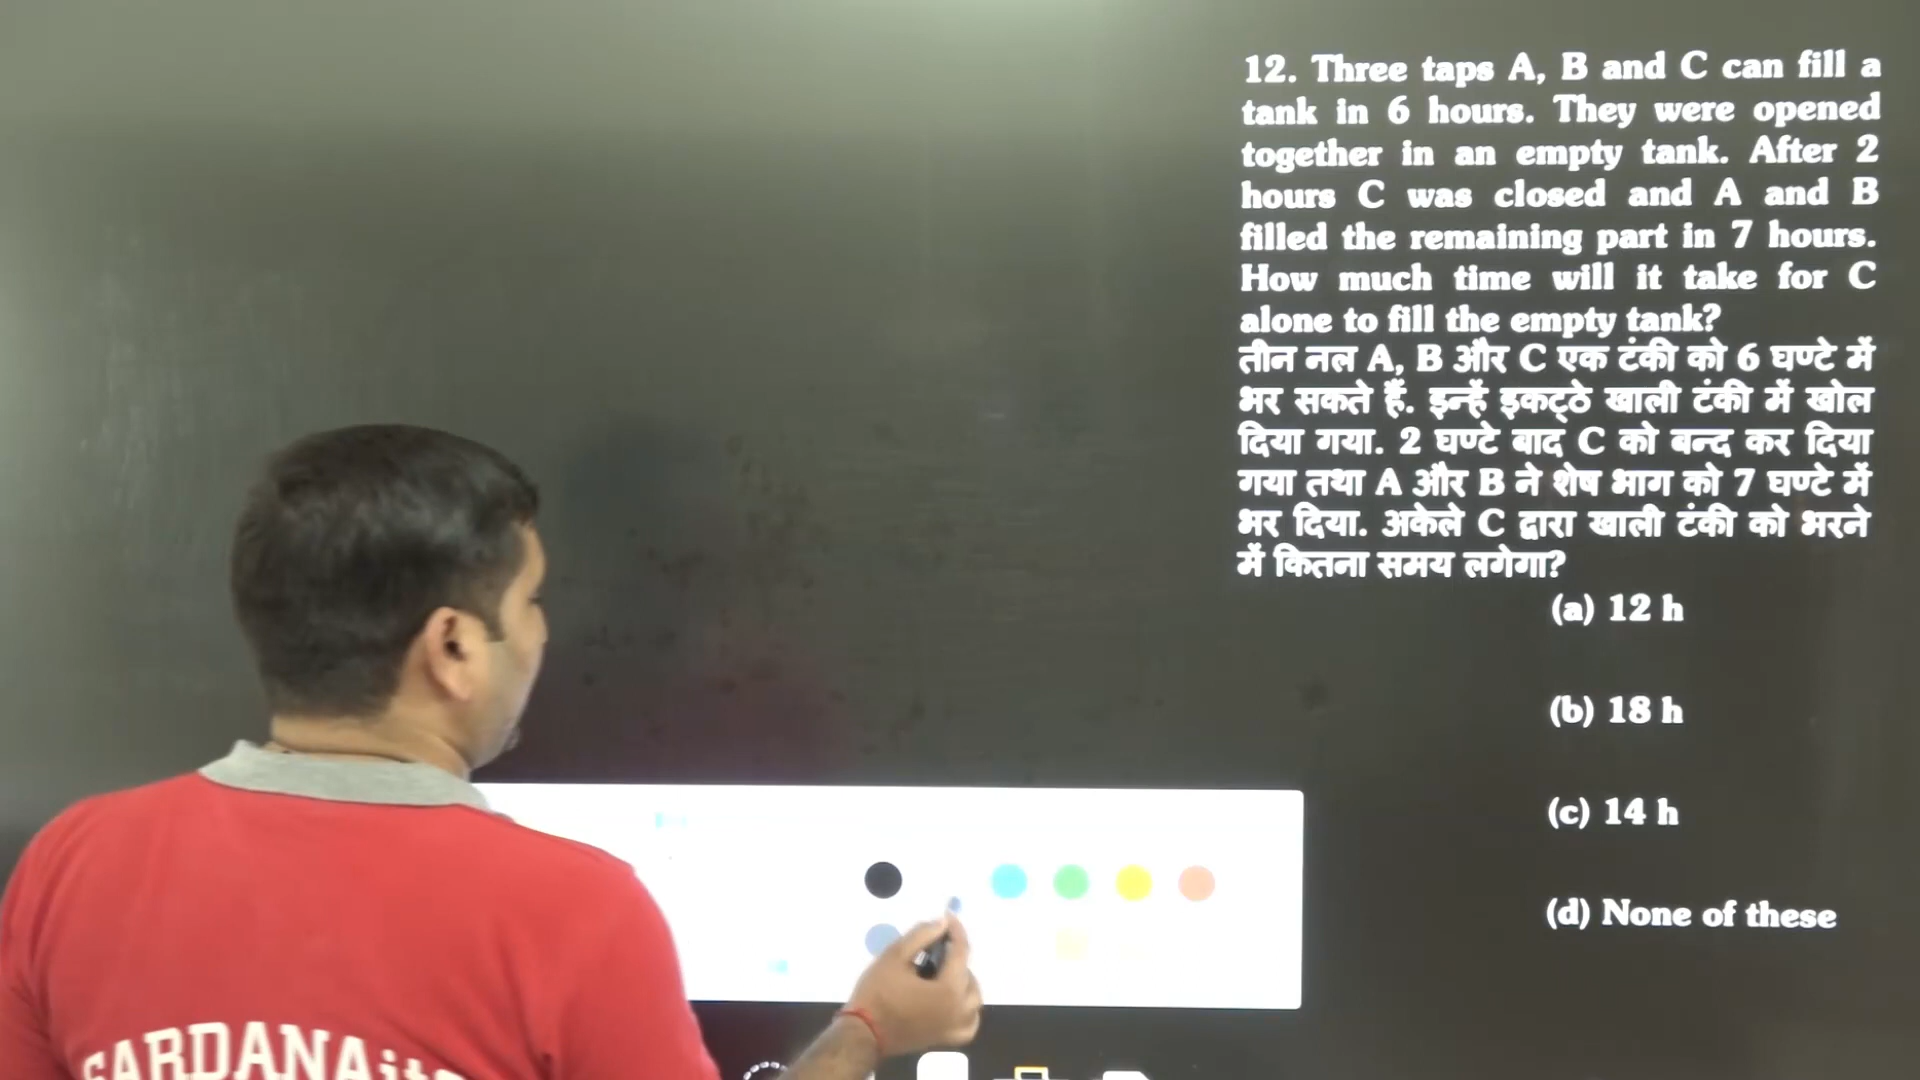 12. Three taps A, B and C can fill a
tank in 6 hours. They were opened
together in an empty tank. After 2
hours C was closed and A and B
filled the remaining part in 7 hours.
How much time will it take for C
alone to fill the empty tank?
तीन नल A, B और C एक टंकी को 6 घण्टे में
भर सकते हैं. इन्हें इकट्ठे खाली टंकी में खोल
दिया गया. 2 घण्टे बाद C को बन्द कर दिया
गया तथा A और B ने शेष भाग को 7 घण्टे में
भर दिया. अकेले C द्वारा खाली टंकी को भरने
में कितना समय लगेगा?
(a) 12 h
(b) 18 h
(c) 14 h
(d) None of these